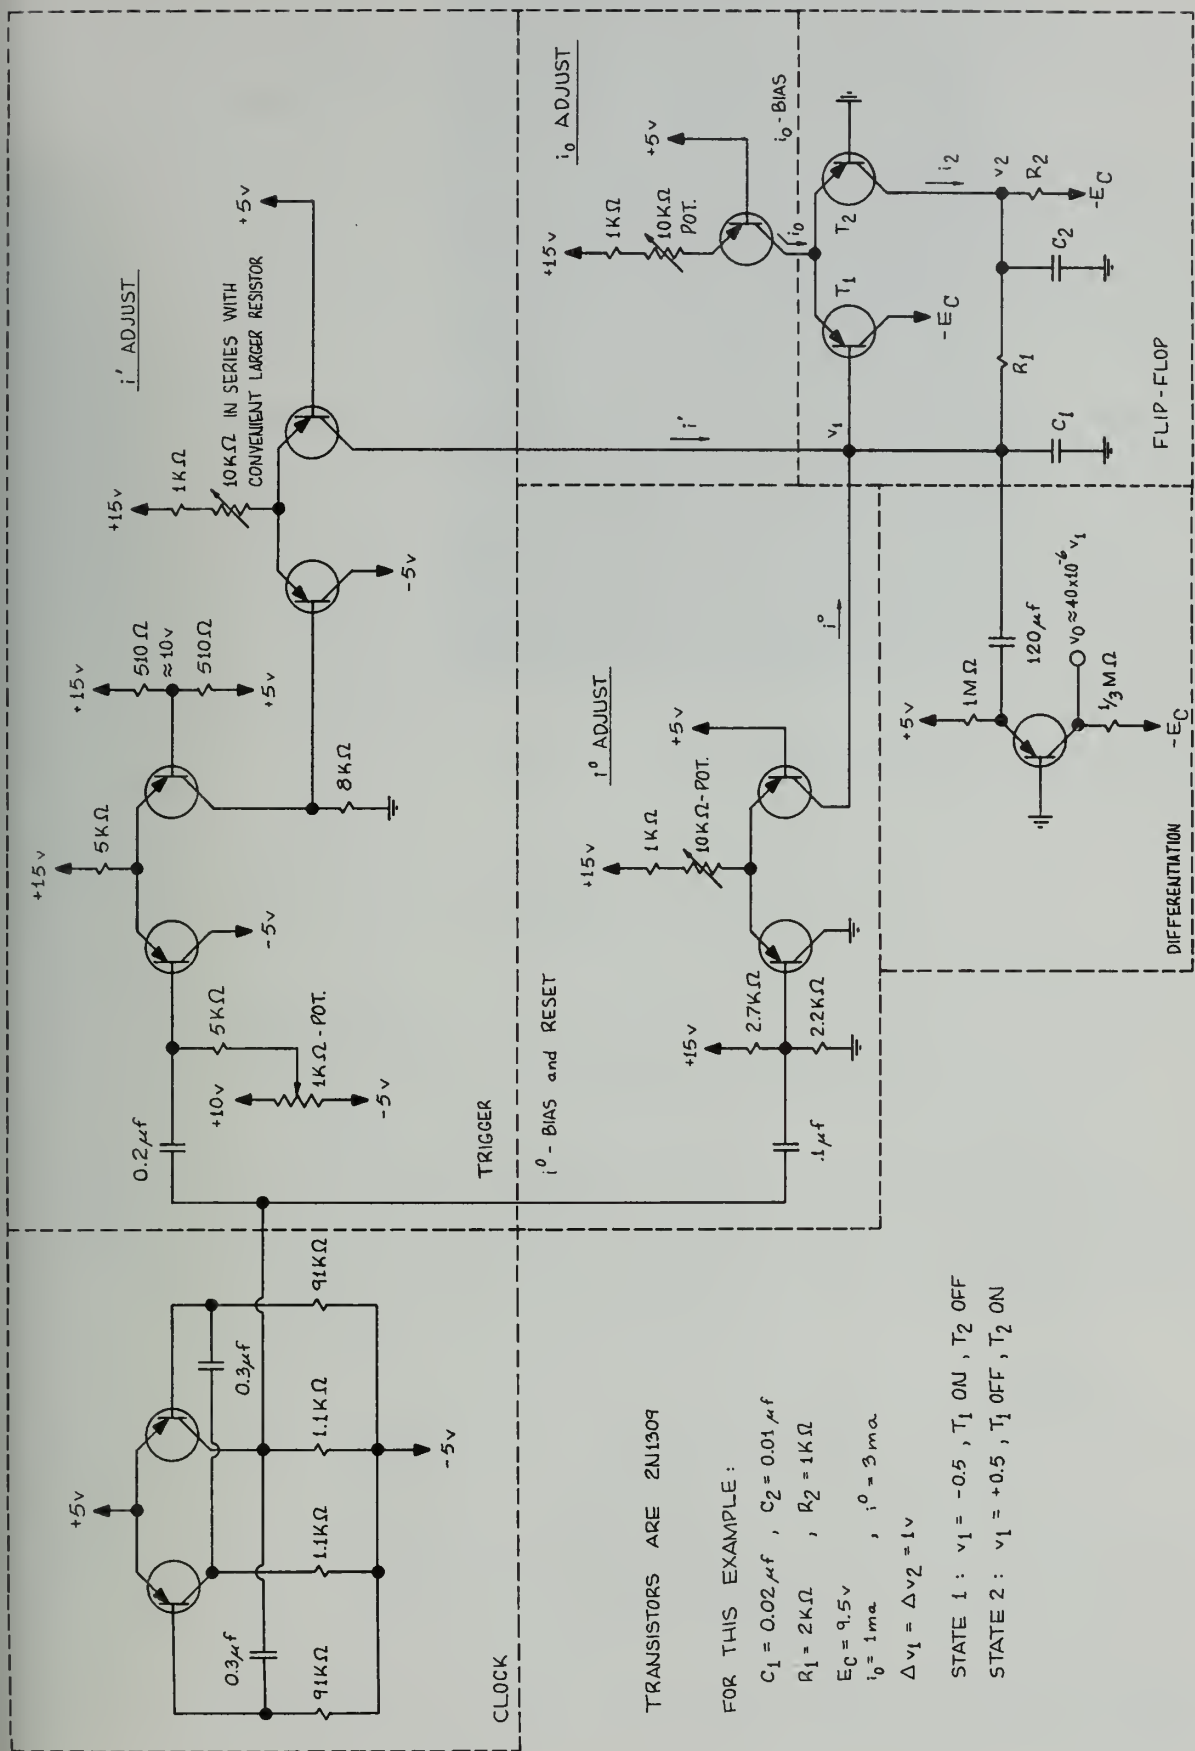 +5v
0.3μf
0.3μf
91KΩ
1.1KΩ
1.1KΩ
91KΩ
-5v
CLOCK
0.2μf
5KΩ
+10v
1KΩ-POT.
-5v
-5v
+15v
5KΩ
+15v
510Ω
≈10v
510Ω
+5v
8KΩ
TRIGGER
i' ADJUST
+15v
1KΩ
10KΩ IN SERIES WITH
CONVENIENT LARGER RESISTOR
-5v
+5v
i⁰ - BIAS and RESET
.1μf
+15v
2.7KΩ
2.2KΩ
i⁰ ADJUST
+15v
1KΩ
10KΩ-POT.
+5v
i⁰
i'
i₀ ADJUST
+15v
1KΩ
10KΩ
POT.
+5v
i₀
i₀-BIAS
T₁
T₂
v₁
-E_C
i₂
v₂
R₁
R₂
C₁
C₂
-E_C
FLIP-FLOP
+5v
1MΩ
120μf
v₀≈40x10⁻⁶ v₁
1/3 MΩ
-E_C
DIFFERENTIATION
TRANSISTORS ARE 2N1309
FOR THIS EXAMPLE :
C₁ = 0.02μf , C₂ = 0.01μf
R₁ = 2KΩ , R₂ = 1KΩ
E_C = 9.5v
i₀ = 1ma , i⁰ = 3ma
Δv₁ = Δv₂ = 1v
STATE 1 : v₁ = -0.5 , T₁ ON , T₂ OFF
STATE 2 : v₁ = +0.5 , T₁ OFF , T₂ ON